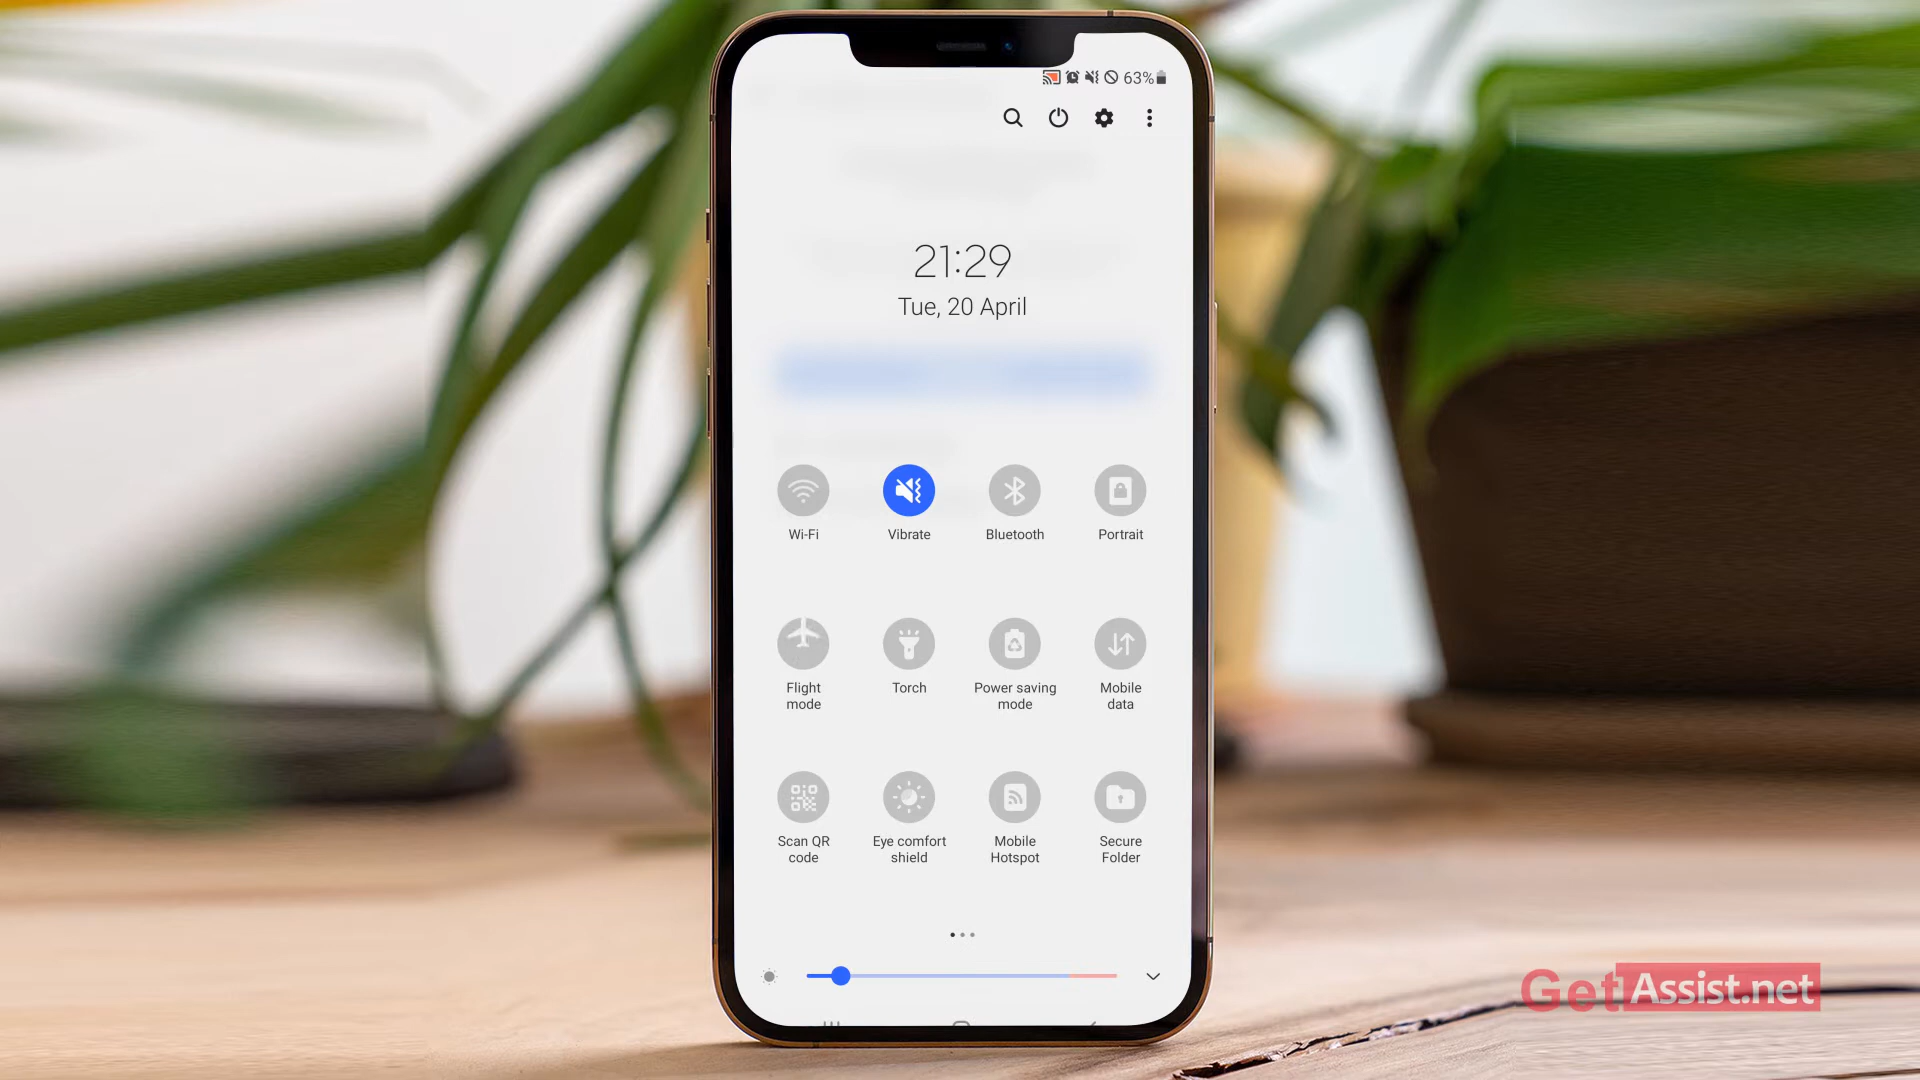 63%
21:29
Tue, 20 April
Wi-Fi
Vibrate
Bluetooth
Portrait
Flight
mode
Torch
Power saving
mode
Mobile
data
Scan QR
code
Eye comfort
shield
Mobile
Hotspot
Secure
Folder
GetAssist.net